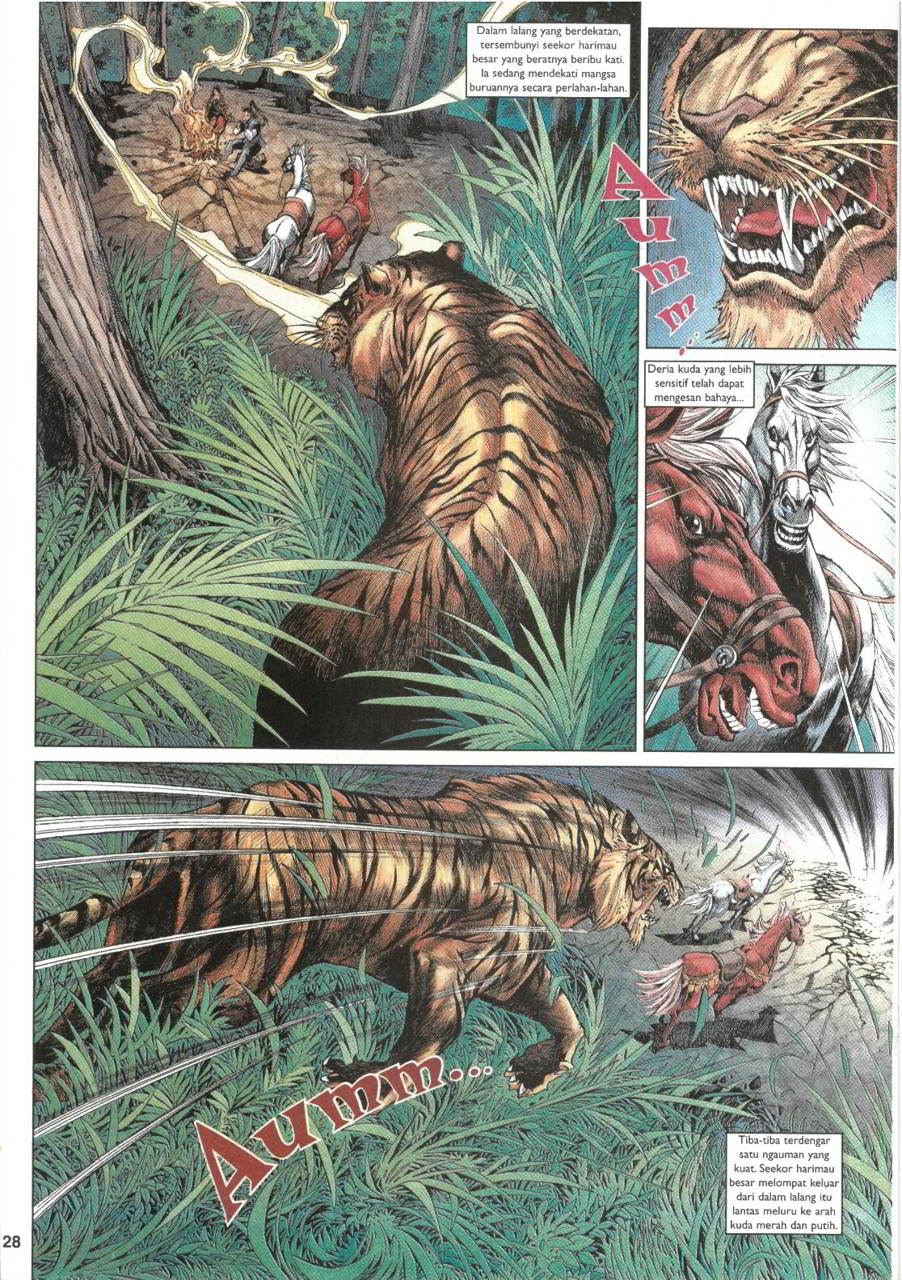 Dalam lalang yang berdekatan,
tersembunyi seekor harimau
besar yang beratnya beribu kati.
Ia sedang mendekati mangsa
buruannya secara perlahan-lahan.
Aumm...
Deria kuda yang lebih
sensitif telah dapat
mengesan bahaya...
Aumm...
Tiba-tiba terdengar
satu ngauman yang
kuat. Seekor harimau
besar melompat keluar
dari dalam lalang itu
lantas meluru ke arah
kuda merah dan putih.
28